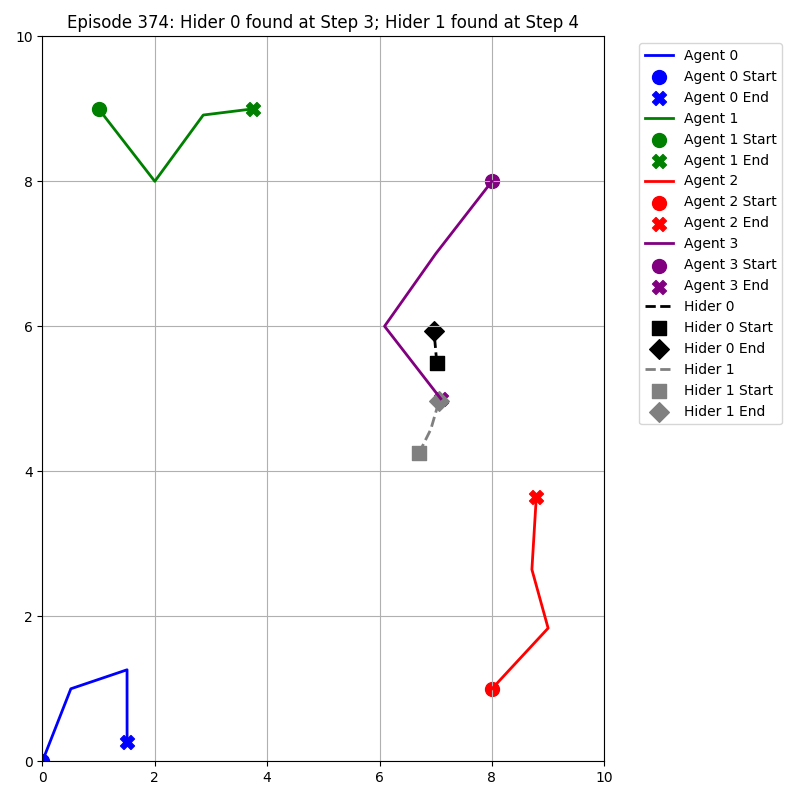 Episode 374: Hider 0 found at Step 3; Hider 1 found at Step 4
10
8
6
4
2
0
0 2 4 6 8 10
Agent 0
Agent 0 Start
Agent 0 End
Agent 1
Agent 1 Start
Agent 1 End
Agent 2
Agent 2 Start
Agent 2 End
Agent 3
Agent 3 Start
Agent 3 End
Hider 0
Hider 0 Start
Hider 0 End
Hider 1
Hider 1 Start
Hider 1 End